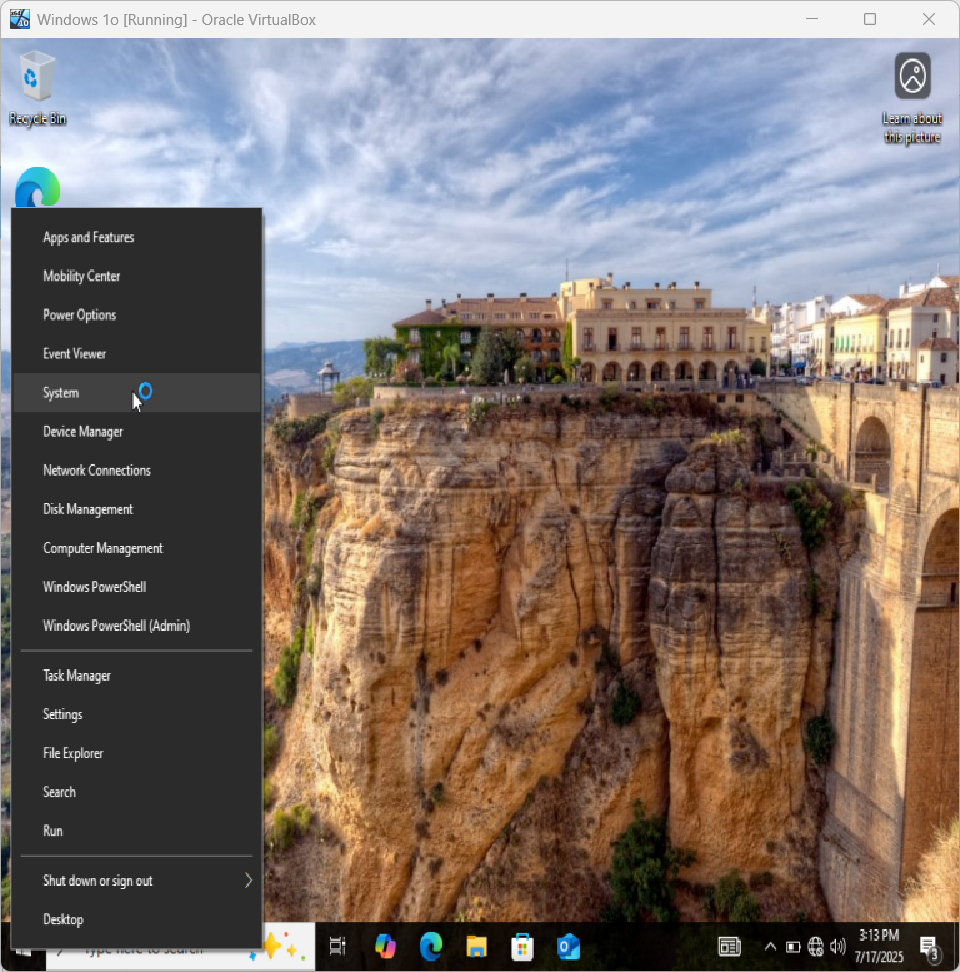 Windows 1o [Running] - Oracle VirtualBox
Recycle Bin
Learn about
this picture
Apps and Features
Mobility Center
Power Options
Event Viewer
System
Device Manager
Network Connections
Disk Management
Computer Management
Windows PowerShell
Windows PowerShell (Admin)
Task Manager
Settings
File Explorer
Search
Run
Shut down or sign out
Desktop
Type here to search
3:13 PM
7/17/2025
3